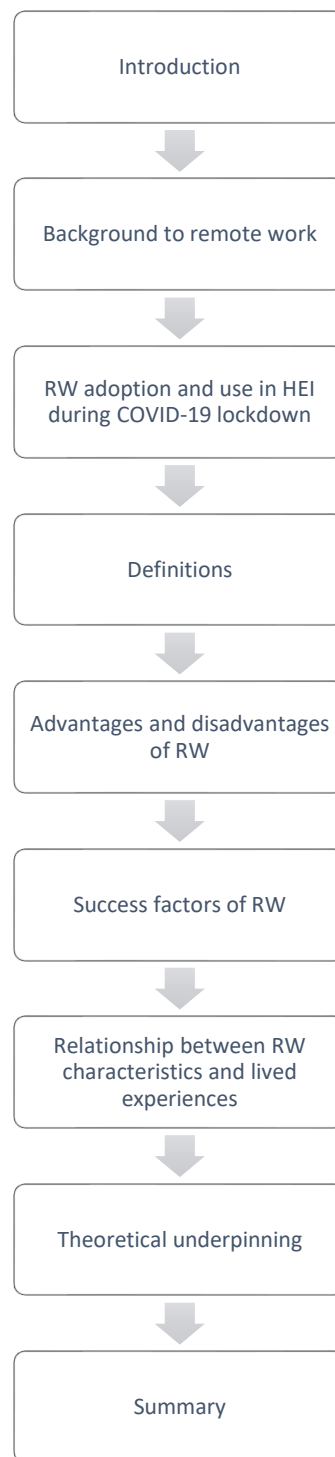 Introduction
Background to remote work
RW adoption and use in HEI
during COVID-19 lockdown
Definitions
Advantages and disadvantages
of RW
Success factors of RW
Relationship between RW
characteristics and lived
experiences
Theoretical underpinning
Summary